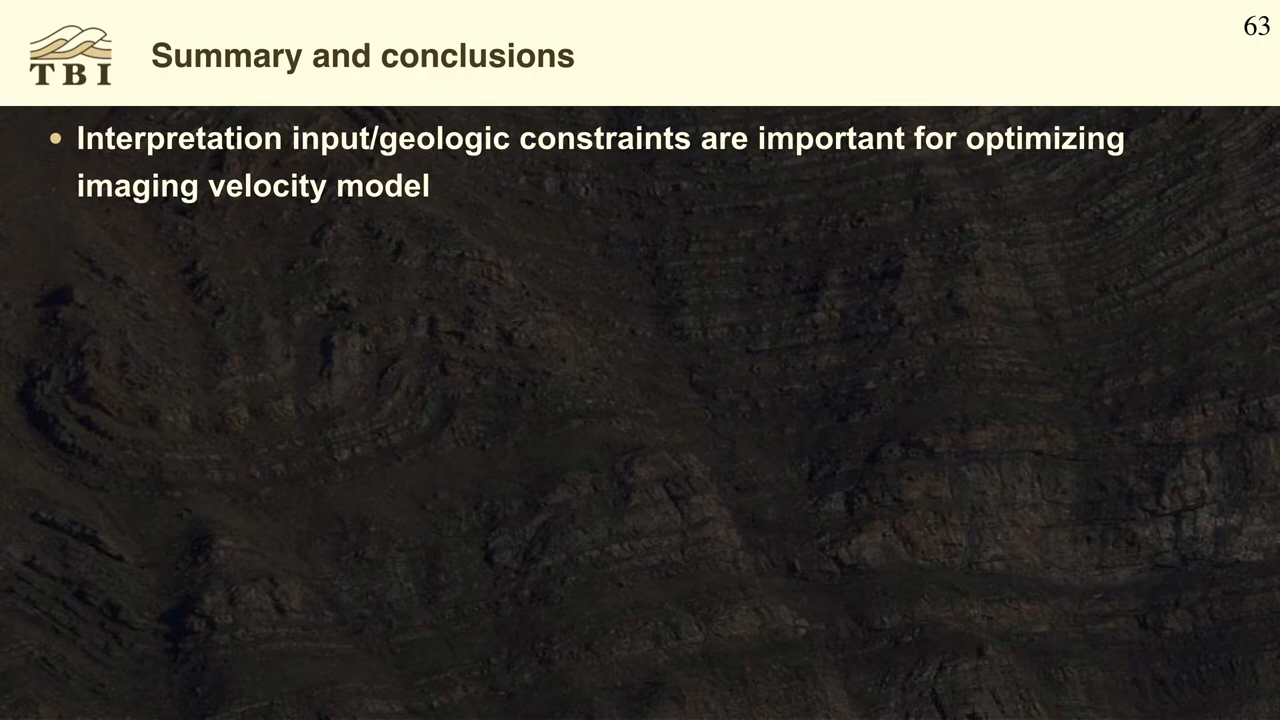 63
TBI
Summary and conclusions
• Interpretation input/geologic constraints are important for optimizing
imaging velocity model